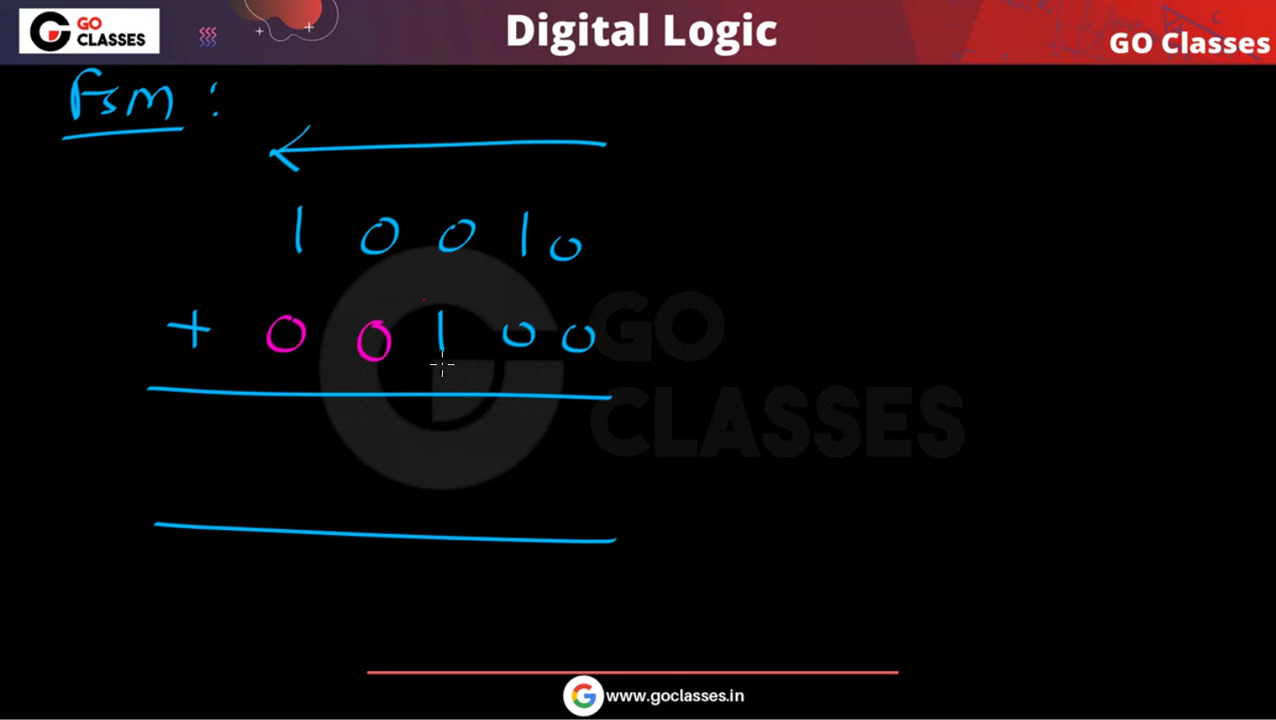 GO
CLASSES
Digital Logic
GO Classes
FSM :
1 0 0 1 0
+ 0 0 1 0 0
GO
CLASSES
www.goclasses.in